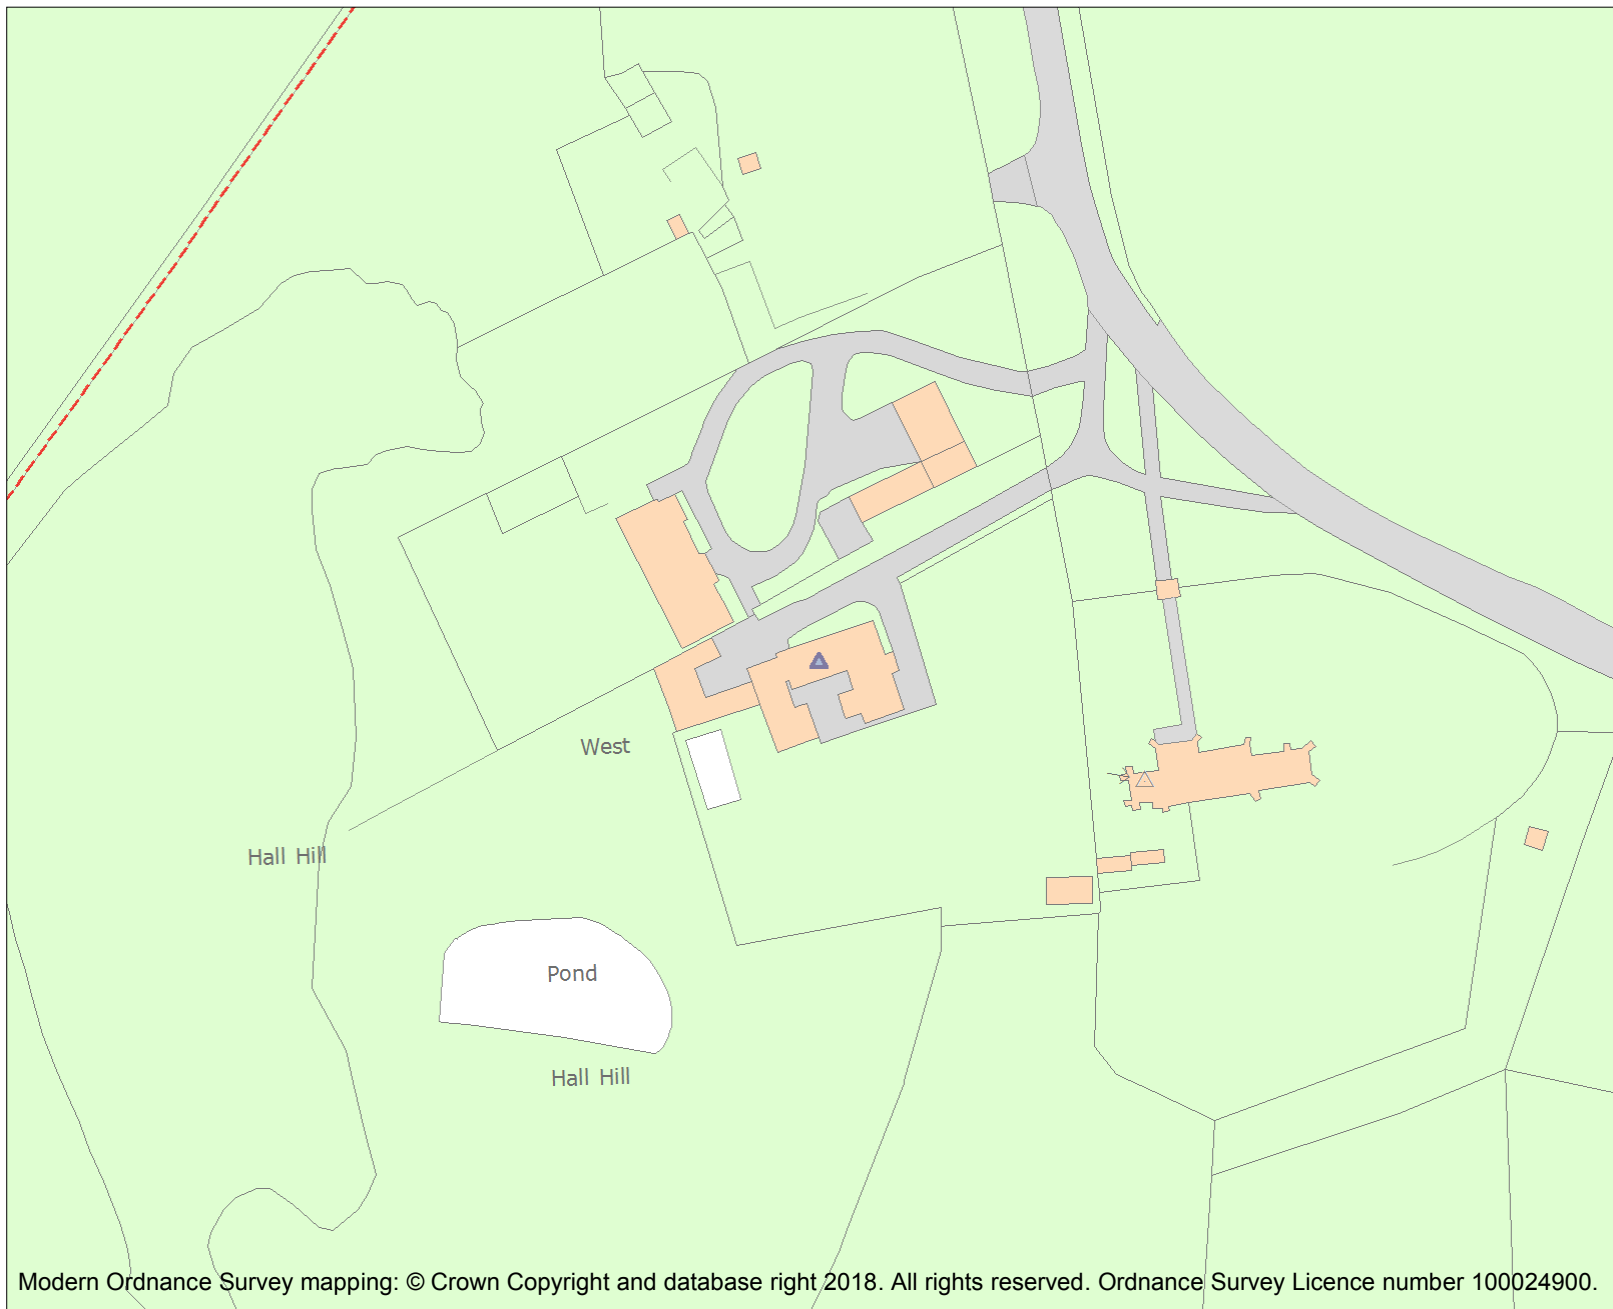 West
Hall Hill
Pond
Hall Hill
Modern Ordnance Survey mapping: © Crown Copyright and database right 2018. All rights reserved. Ordnance Survey Licence number 100024900.